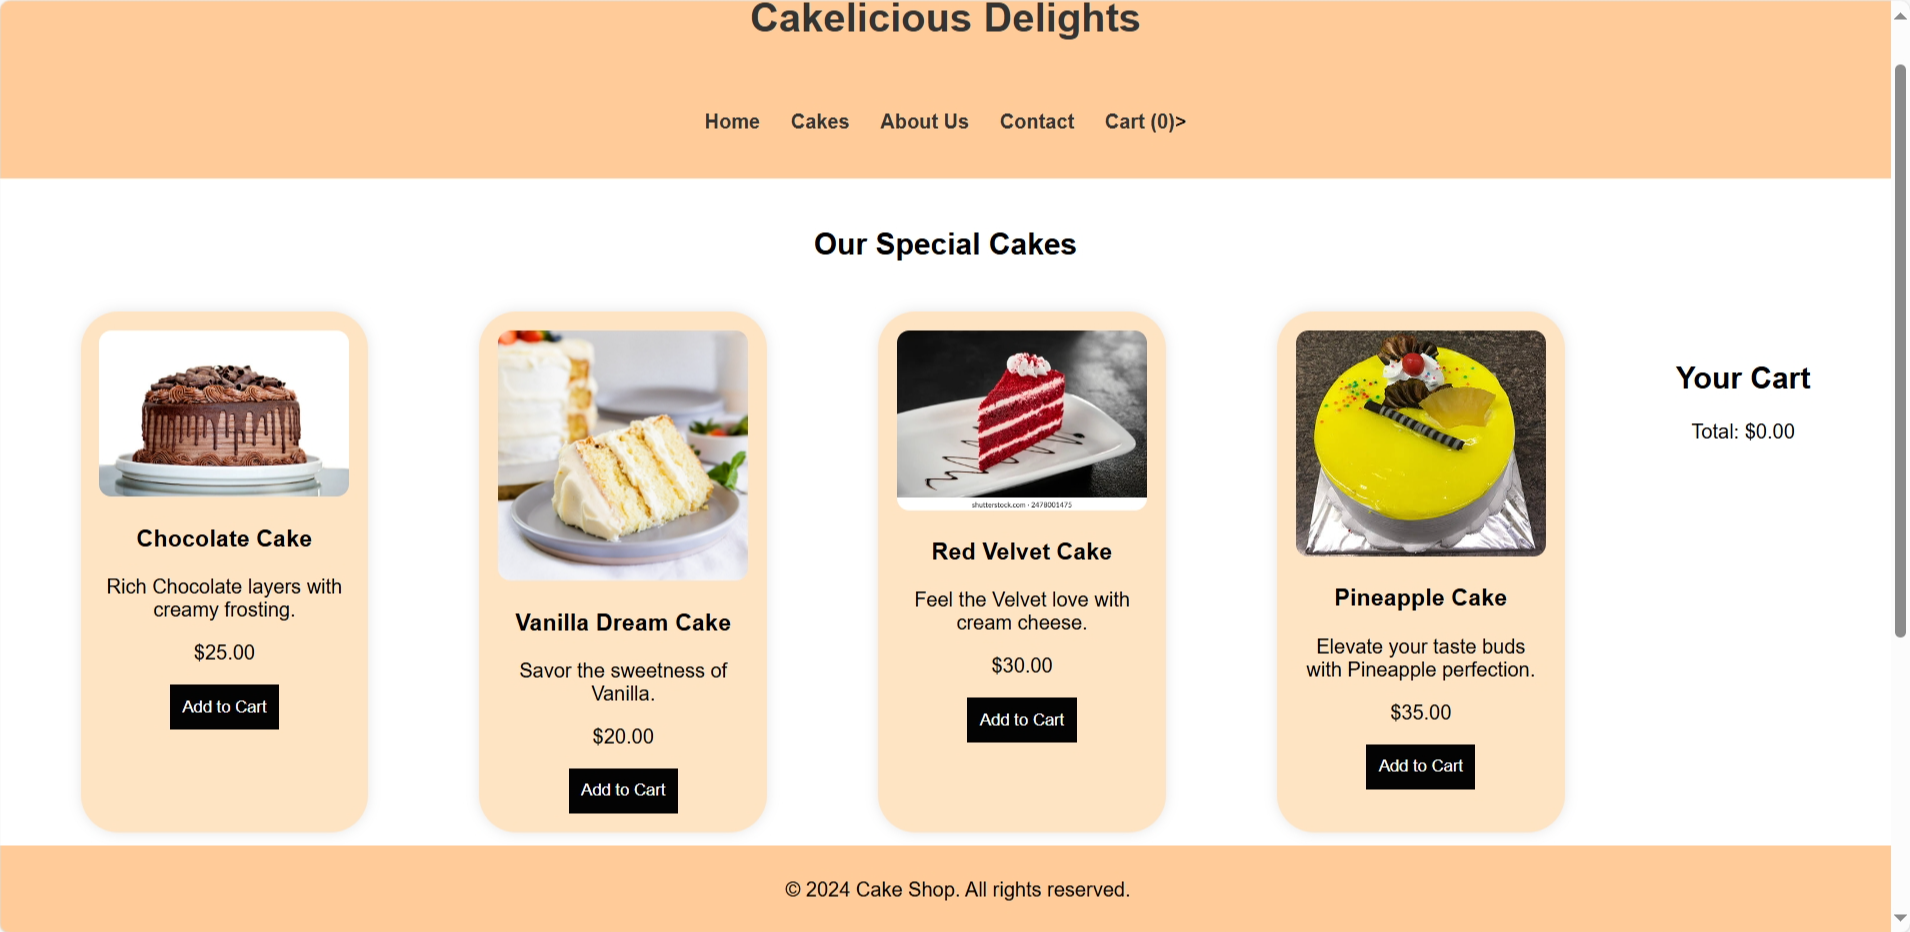 Cakelicious Delights
Home Cakes About Us Contact Cart (0)>
Our Special Cakes
Chocolate Cake
Rich Chocolate layers with
creamy frosting.
$25.00
Add to Cart
Vanilla Dream Cake
Savor the sweetness of
Vanilla.
$20.00
Add to Cart
shutterstock.com · 2478001475
Red Velvet Cake
Feel the Velvet love with
cream cheese.
$30.00
Add to Cart
Pineapple Cake
Elevate your taste buds
with Pineapple perfection.
$35.00
Add to Cart
Your Cart
Total: $0.00
© 2024 Cake Shop. All rights reserved.